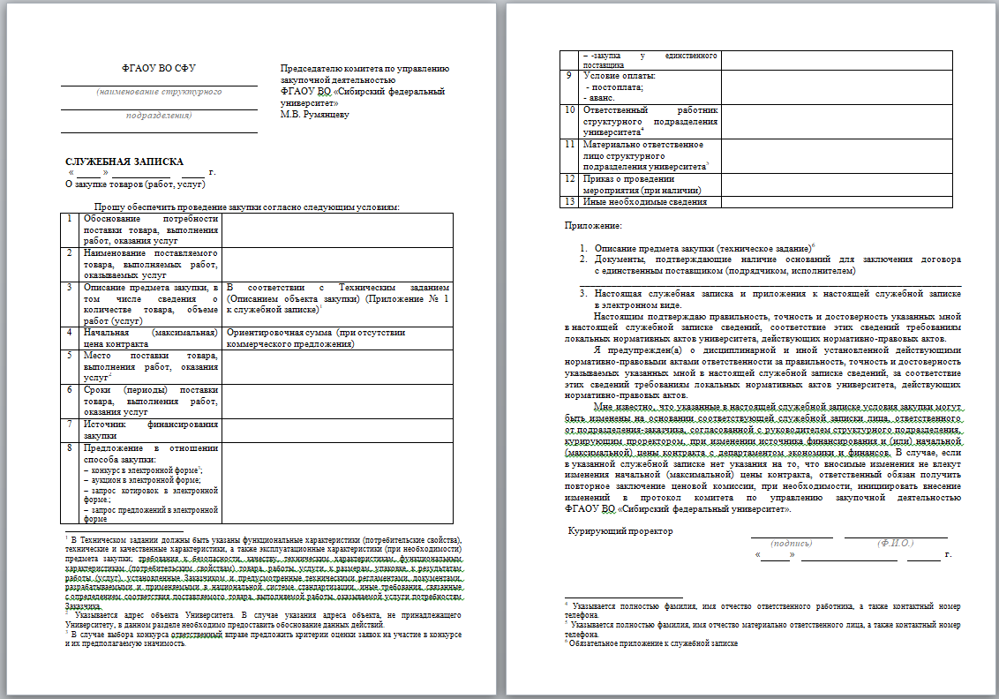 ФГАОУ ВО СФУ
(наименование структурного
подразделения)
Председателю комитета по управлению
закупочной деятельностью
ФГАОУ ВО «Сибирский федеральный
университет»
М.В. Румянцеву
СЛУЖЕБНАЯ ЗАПИСКА
« ____ » ____________ _____ г.
О закупке товаров (работ, услуг)
Прошу обеспечить проведение закупки согласно следующим условиям:
1 Обоснование потребности
поставки товара, выполнения
работ, оказания услуг
2 Наименование поставляемого
товара, выполняемых работ,
оказываемых услуг
3 Описание предмета закупки, в
том числе сведения о
количестве товара, объеме
работ (услуг)
В соответствии с Техническим заданием
(Описанием объекта закупки) (Приложение № 1
к служебной записке)1
4 Начальная (максимальная)
цена контракта
Ориентировочная сумма (при отсутствии
коммерческого предложения)
5 Место поставки товара,
выполнения работ, оказания
услуг2
6 Сроки (периоды) поставки
товара, выполнения работ,
оказания услуг
7 Источник финансирования
закупки
8 Предложение в отношении
способа закупки:
– конкурс в электронной форме3;
– аукцион в электронной форме;
– запрос котировок в электронной
форме.;
– запрос предложений в электронной
форме
1 В Техническом задании должны быть указаны функциональные характеристики (потребительские свойства),
технические и качественные характеристики, а также эксплуатационные характеристики (при необходимости)
предмета закупки; требования к безопасности, качеству, техническим характеристикам, функциональным
характеристикам (потребительским свойствам) товара, работы, услуги, к размерам, упаковке, к результатам
работы (услуг), установленные Заказчиком и предусмотренные техническими регламентами, документами,
разрабатываемыми и применяемыми в национальной системе стандартизации, иные требования, связанные
с определением соответствия поставляемого товара, выполняемой работы, оказываемой услуги потребностям
Заказчика.
2 Указывается адрес объекта Университета. В случае указания адреса объекта, не принадлежащего
Университету, в данном разделе необходимо предоставить обоснование данных действий.
3 В случае выбора конкурса ответственный вправе предложить критерии оценки заявок на участие в конкурсе
и их предполагаемую значимость.
– -закупка у единственного
поставщика
9 Условие оплаты:
- постоплата;
- аванс.
10 Ответственный работник
структурного подразделения
университета4
11 Материально ответственное
лицо структурного
подразделения университета5
12 Приказ о проведении
мероприятия (при наличии)
13 Иные необходимые сведения
Приложение:
1. Описание предмета закупки (техническое задание)6
2. Документы, подтверждающие наличие оснований для заключения договора
с единственным поставщиком (подрядчиком, исполнителем)
3. Настоящая служебная записка и приложения к настоящей служебной записке
в электронном виде.
Настоящим подтверждаю правильность, точность и достоверность указанных мной
в настоящей служебной записке сведений, соответствие этих сведений требованиям
локальных нормативных актов университета, действующих нормативно-правовых актов.
Я предупрежден(а) о дисциплинарной и иной установленной действующими
нормативно-правовыми актами ответственности за правильность, точность и достоверность
указываемых указанных мной в настоящей служебной записке сведений, за соответствие
этих сведений требованиям локальных нормативных актов университета, действующих
нормативно-правовых актов.
Мне известно, что указанные в настоящей служебной записке условия закупки могут
быть изменены на основании соответствующей служебной записки лица, ответственного
от подразделения-заказчика, согласованной с руководителем структурного подразделения,
курирующим проректором, при изменении источника финансирования и (или) начальной
(максимальной) цены контракта с департаментом экономики и финансов. В случае, если
в указанной служебной записке нет указания на то, что вносимые изменения не влекут
изменения начальной (максимальной) цены контракта, ответственный обязан получить
повторное заключение ценовой комиссии, при необходимости, инициировать внесение
изменений в протокол комитета по управлению закупочной деятельностью
ФГАОУ ВО «Сибирский федеральный университет».
Курирующий проректор
(подпись) (Ф.И.О.)
«______» ____________________ ____ г.
4 Указывается полностью фамилия, имя отчество ответственного работника, а также контактный номер
телефона.
5 Указывается полностью фамилия, имя отчество материально ответственного лица, а также контактный номер
телефона.
6 Обязательное приложение к служебной записке